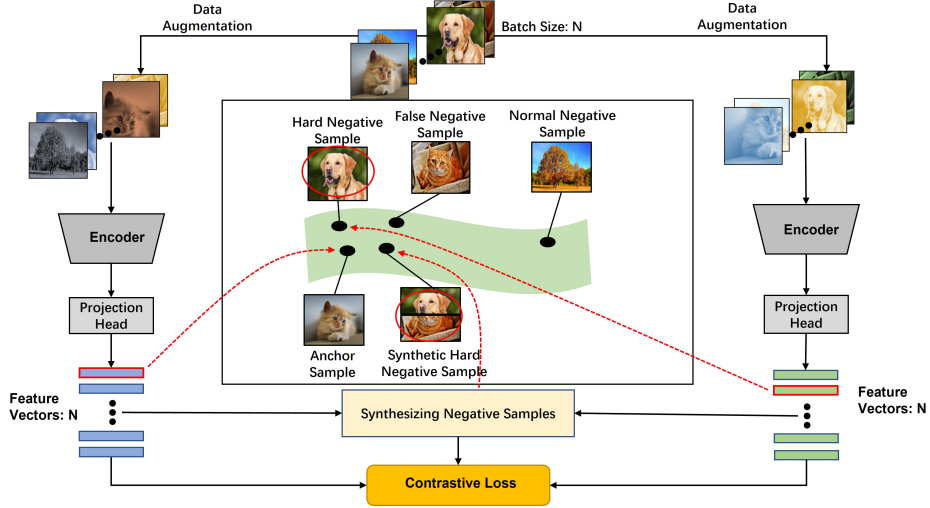 Data
Augmentation
Batch Size: N
Data
Augmentation
Hard Negative
Sample
False Negative
Sample
Normal Negative
Sample
Encoder
Encoder
Projection
Head
Projection
Head
Anchor
Sample
Synthetic Hard
Negative Sample
Feature
Vectors: N
Feature
Vectors: N
Synthesizing Negative Samples
Contrastive Loss